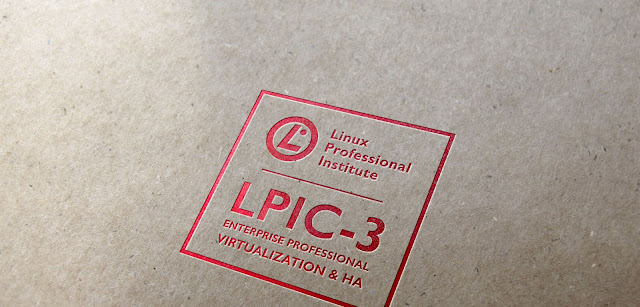 Linux
Professional
Institute
LPIC-3
ENTERPRISE PROFESSIONAL
VIRTUALIZATION & HA